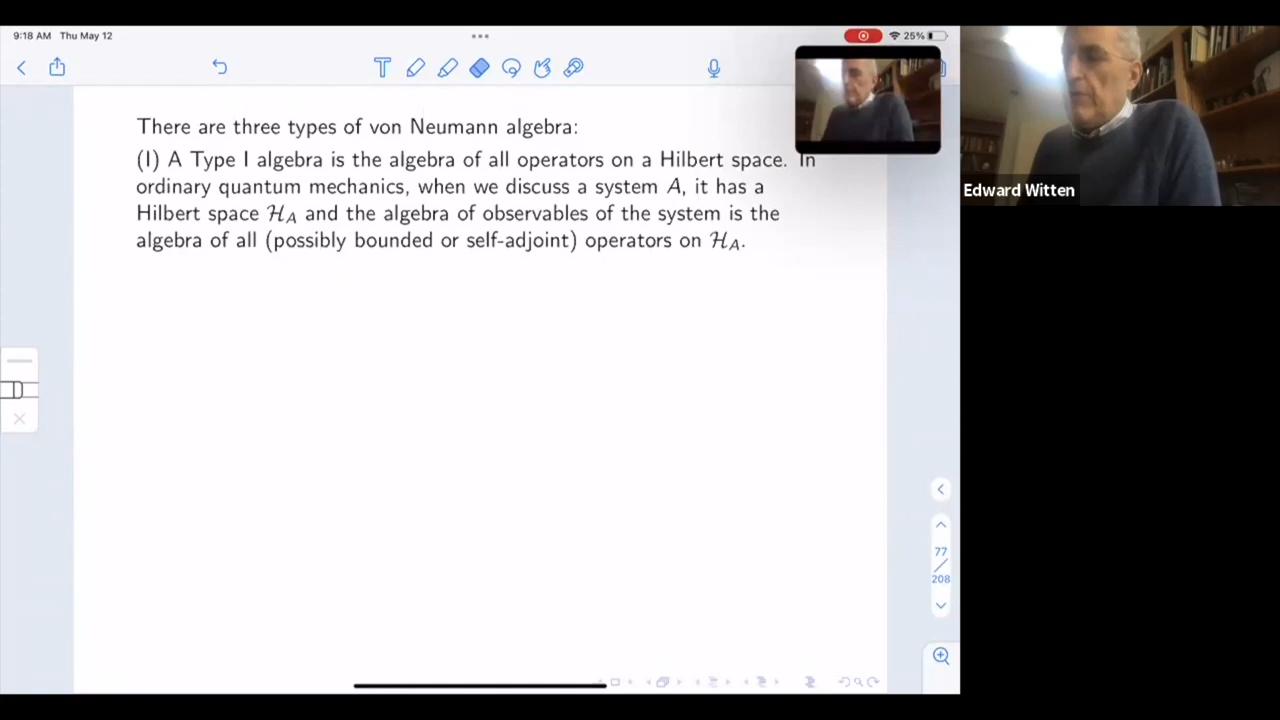 9:18 AM Thu May 12
25%
There are three types of von Neumann algebra:
(I) A Type I algebra is the algebra of all operators on a Hilbert space. In
ordinary quantum mechanics, when we discuss a system A, it has a
Hilbert space ℋ_A and the algebra of observables of the system is the
algebra of all (possibly bounded or self-adjoint) operators on ℋ_A.
Edward Witten
77
/
208